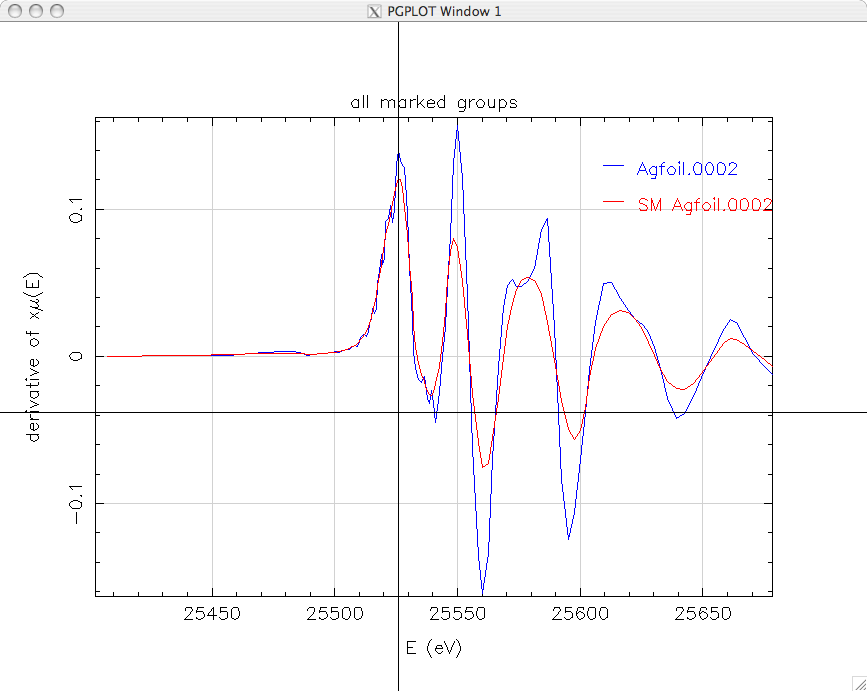 PGPLOT Window 1
all marked groups
Agfoil.0002
SM Agfoil.0002
derivative of xμ(E)
0.1
0
−0.1
25450 25500 25550 25600 25650
E (eV)